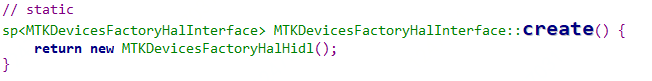 // static
sp<MTKDevicesFactoryHalInterface> MTKDevicesFactoryHalInterface::create() {
    return new MTKDevicesFactoryHalHidl();
}